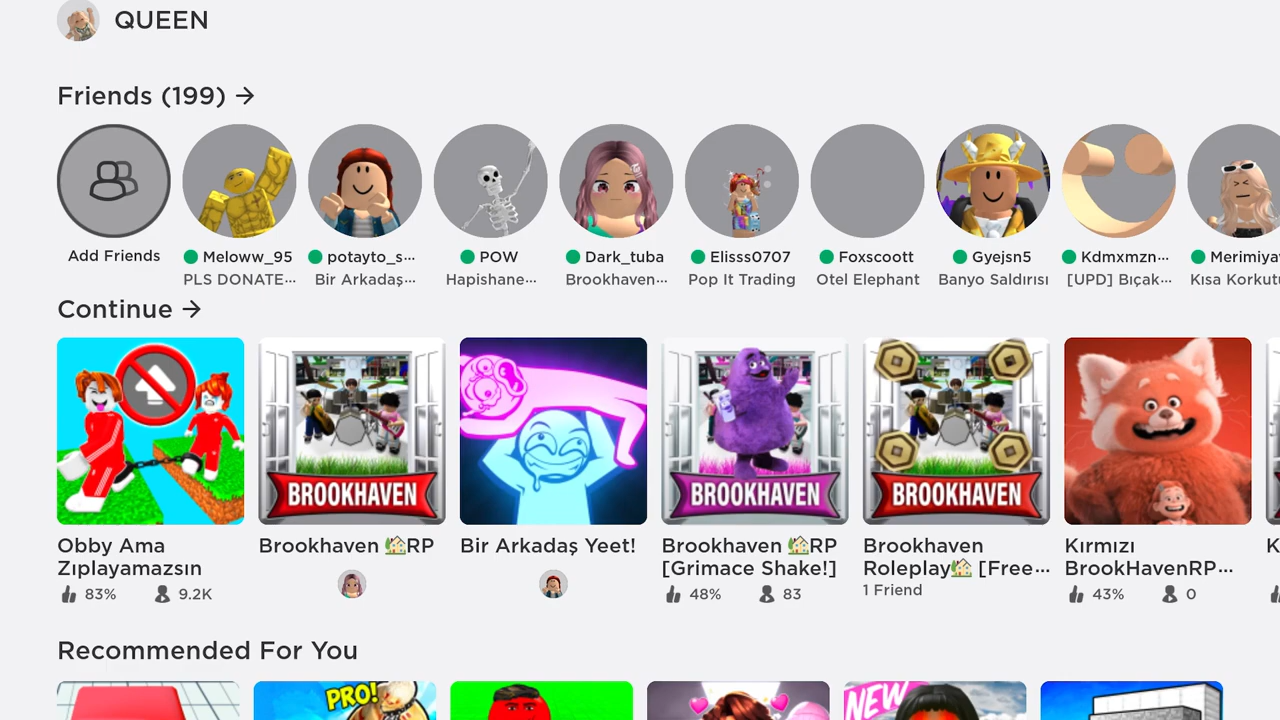 QUEEN
Friends (199) →
Add Friends
Meloww_95
PLS DONATE...
potayto_s...
Bir Arkadaş...
POW
Hapishane...
Dark_tuba
Brookhaven...
Elisss0707
Pop It Trading
Foxscoott
Otel Elephant
Gyejsn5
Banyo Saldırısı
Kdmxmzn...
[UPD] Bıçak...
Merimiya
Kısa Korkutu
Continue →
BROOKHAVEN
BROOKHAVEN
BROOKHAVEN
Obby Ama
Zıplayamazsın
83% 9.2K
Brookhaven 🏡RP
Bir Arkadaş Yeet!
Brookhaven 🏡RP
[Grimace Shake!]
48% 83
Brookhaven
Roleplay🏡 [Free...
1 Friend
Kırmızı
BrookHavenRP...
43% 0
K
Recommended For You
PRO!
NEW